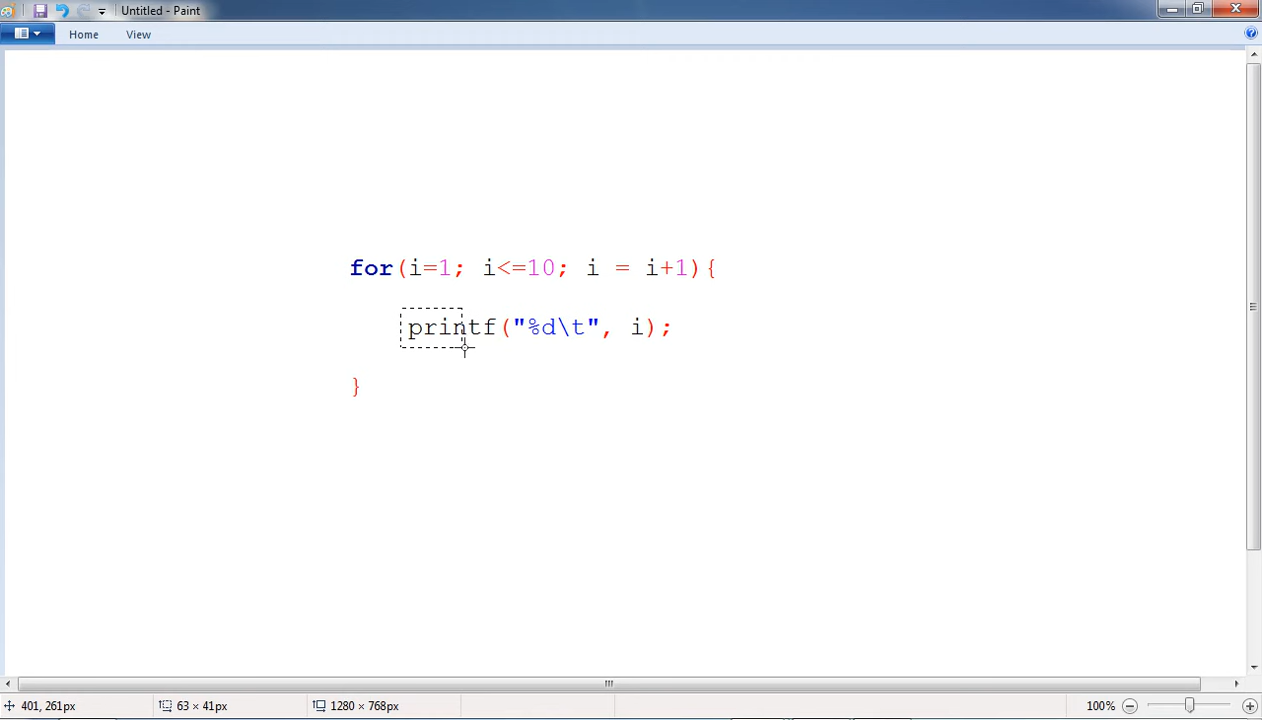 Untitled - Paint
Home View
for(i=1; i<=10; i = i+1){
printf("%d\t", i);
}
401, 261px 63 × 41px 1280 × 768px 100%